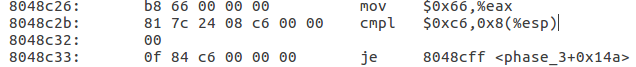 8048c26: b8 66 00 00 00 mov $0x66,%eax
8048c2b: 81 7c 24 08 c6 00 00 cmpl $0xc6,0x8(%esp)
8048c32: 00
8048c33: 0f 84 c6 00 00 00 je 8048cff <phase_3+0x14a>